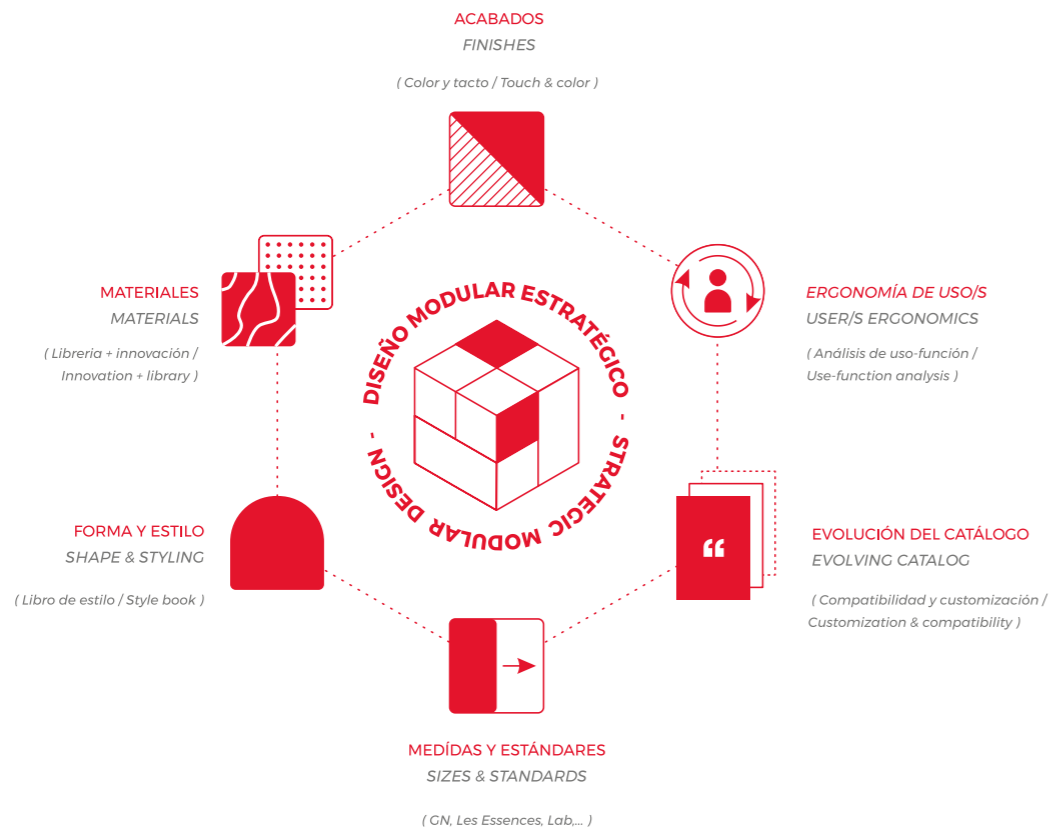 ACABADOS
FINISHES
( Color y tacto / Touch & color )
MATERIALES
MATERIALS
( Libreria + innovación /
Innovation + library )
ERGONOMÍA DE USO/S
USER/S ERGONOMICS
( Análisis de uso-función /
Use-function analysis )
DISEÑO MODULAR ESTRATÉGICO - STRATEGIC MODULAR DESIGN -
FORMA Y ESTILO
SHAPE & STYLING
( Libro de estilo / Style book )
“
EVOLUCIÓN DEL CATÁLOGO
EVOLVING CATALOG
( Compatibilidad y customización /
Customization & compatibility )
MEDÍDAS Y ESTÁNDARES
SIZES & STANDARDS
( GN, Les Essences, Lab,... )